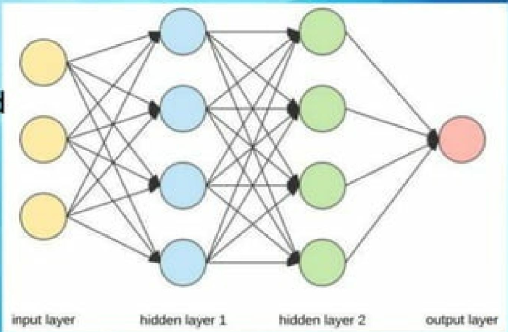 input layer
hidden layer 1
hidden layer 2
output layer